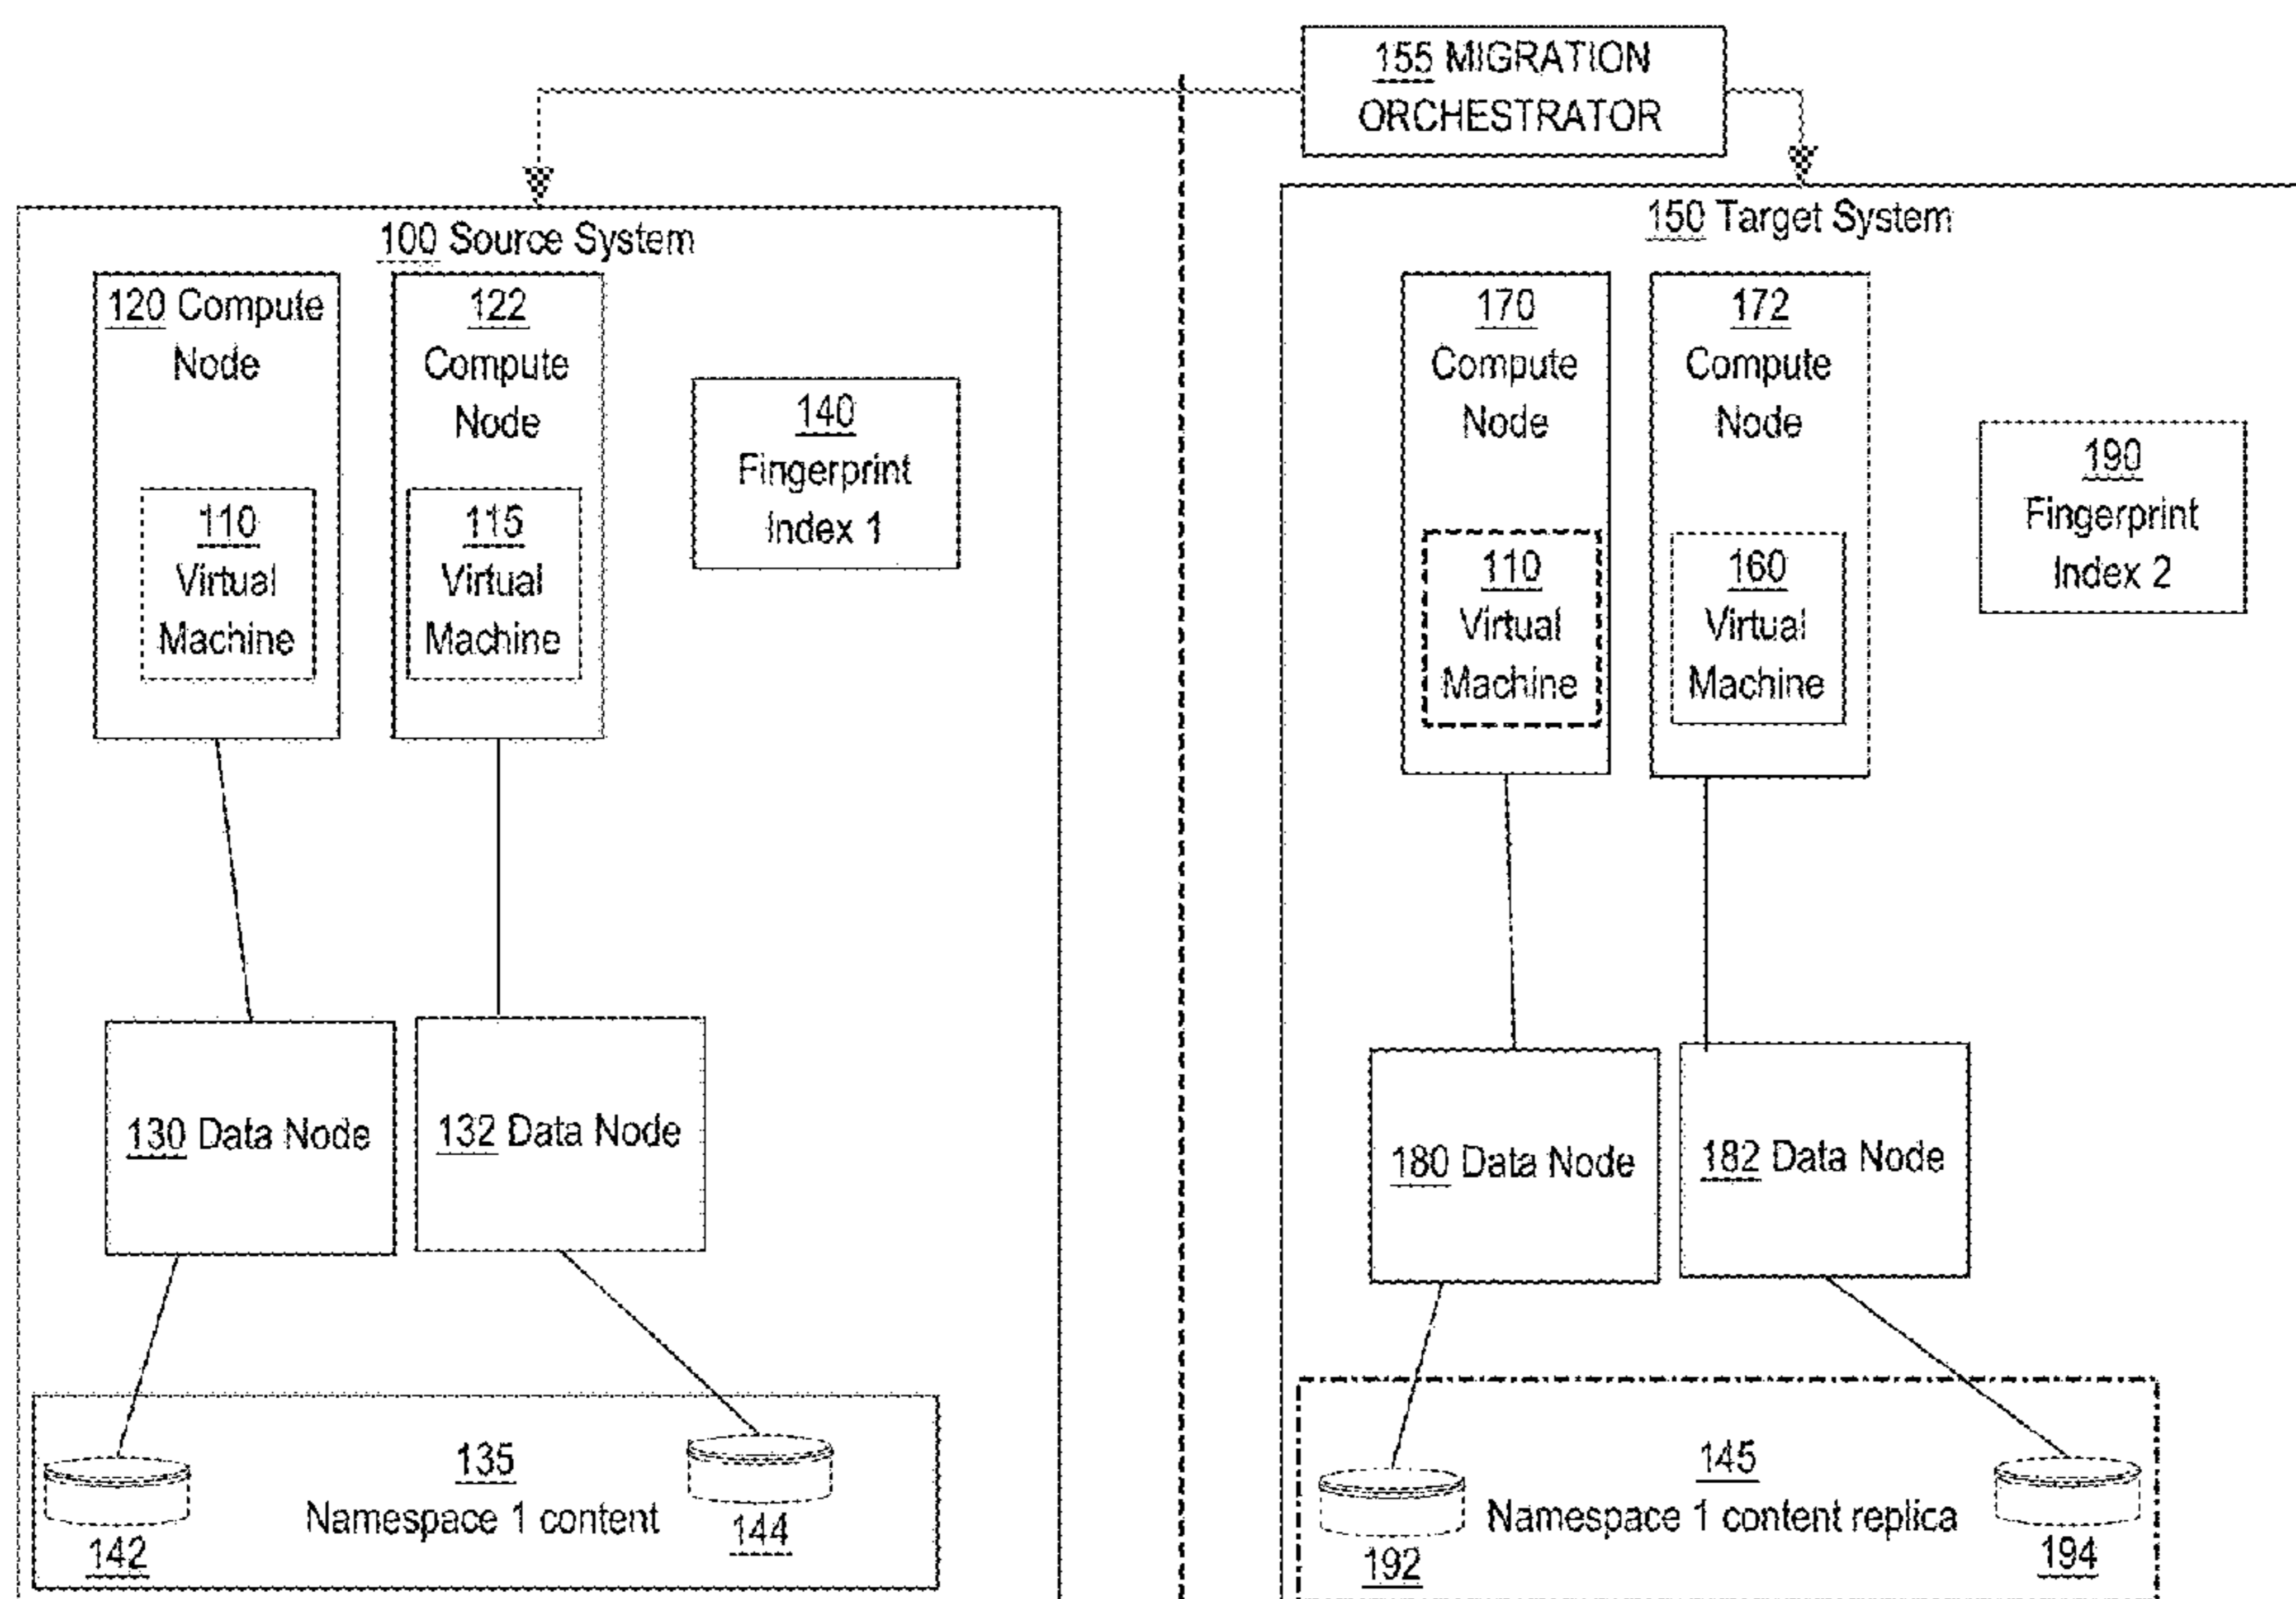 155 MIGRATION
ORCHESTRATOR
100 Source System
120 Compute
Node
110
Virtual
Machine
122
Compute
Node
115
Virtual
Machine
140
Fingerprint
Index 1
130 Data Node
132 Data Node
135
Namespace 1 content
142
144
150 Target System
170
Compute
Node
110
Virtual
Machine
172
Compute
Node
160
Virtual
Machine
190
Fingerprint
Index 2
180 Data Node
182 Data Node
145
Namespace 1 content replica
192
194